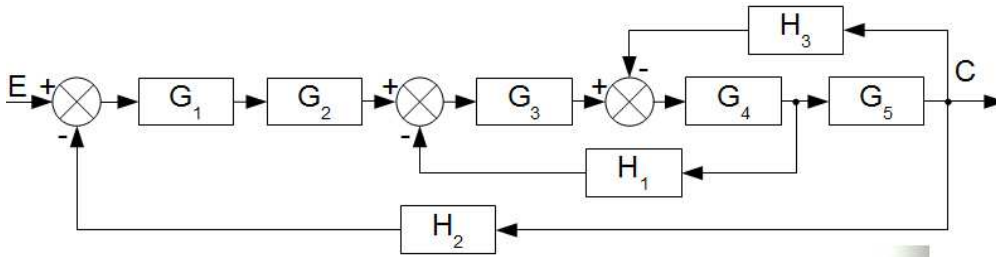 H₃
E + G₁ G₂ + G₃ + - G₄ G₅ C
- - H₁
H₂